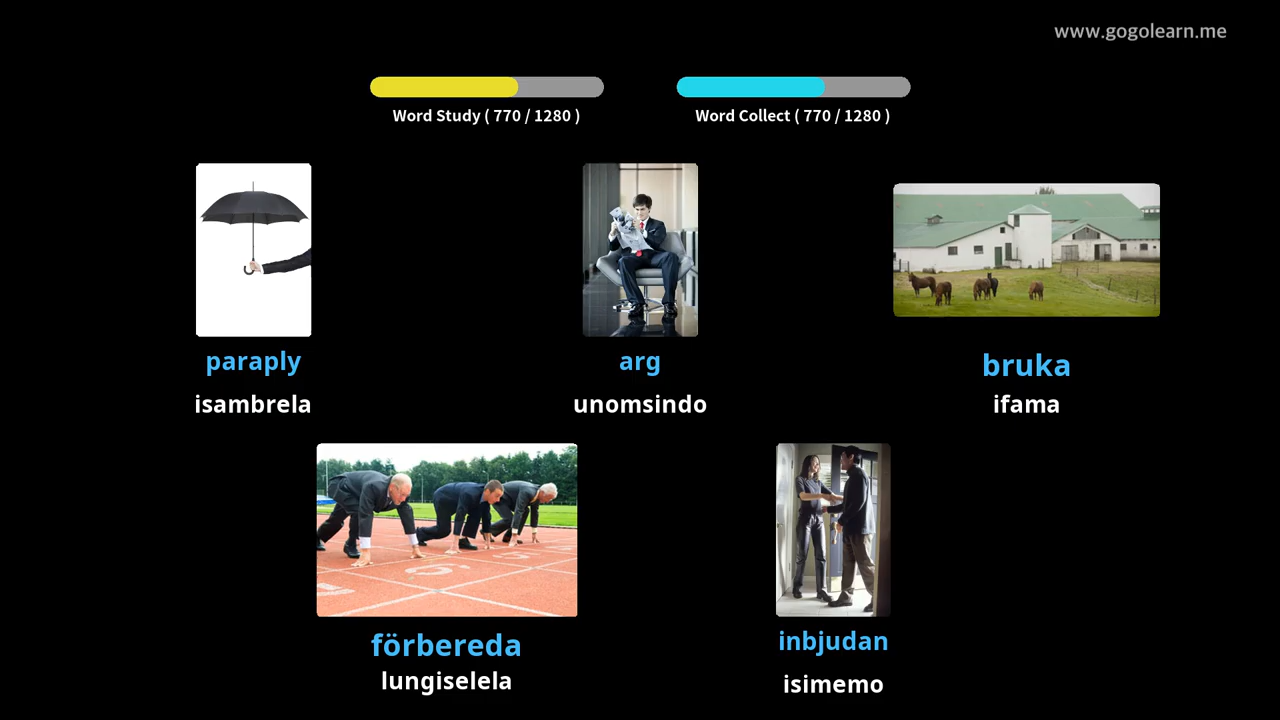 www.gogolearn.me
Word Study ( 770 / 1280 )
Word Collect ( 770 / 1280 )
paraply
isambrela
arg
unomsindo
bruka
ifama
förbereda
lungiselela
inbjudan
isimemo